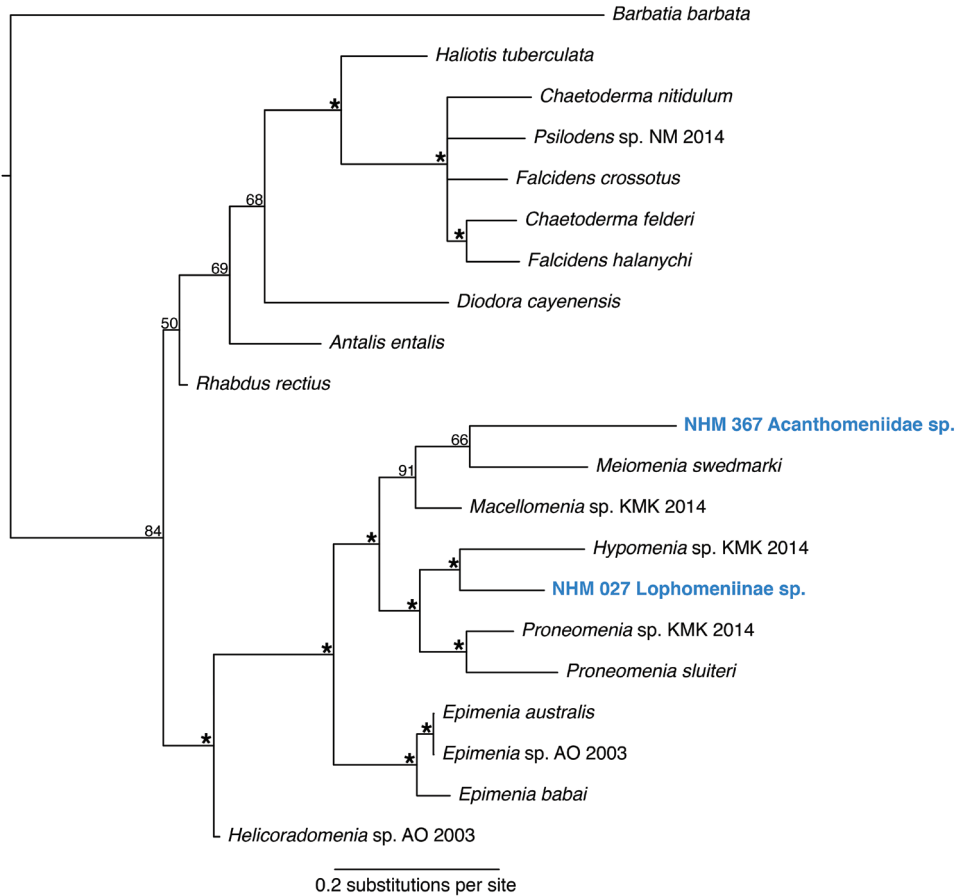 Barbatia barbata
Haliotis tuberculata
*
Chaetoderma nitidulum
Psilodens sp. NM 2014
*
Falcidens crossotus
68
Chaetoderma felderi
*
Falcidens halanychi
69
Diodora cayenensis
50
Antalis entalis
Rhabdus rectius
NHM 367 Acanthomeniidae sp.
66
Meiomenia swedmarki
91
Macellomenia sp. KMK 2014
84
*
Hypomenia sp. KMK 2014
*
NHM 027 Lophomeniinae sp.
*
Proneomenia sp. KMK 2014
*
*
Proneomenia sluiteri
Epimenia australis
*
*
Epimenia sp. AO 2003
*
Epimenia babai
Helicoradomenia sp. AO 2003
0.2 substitutions per site